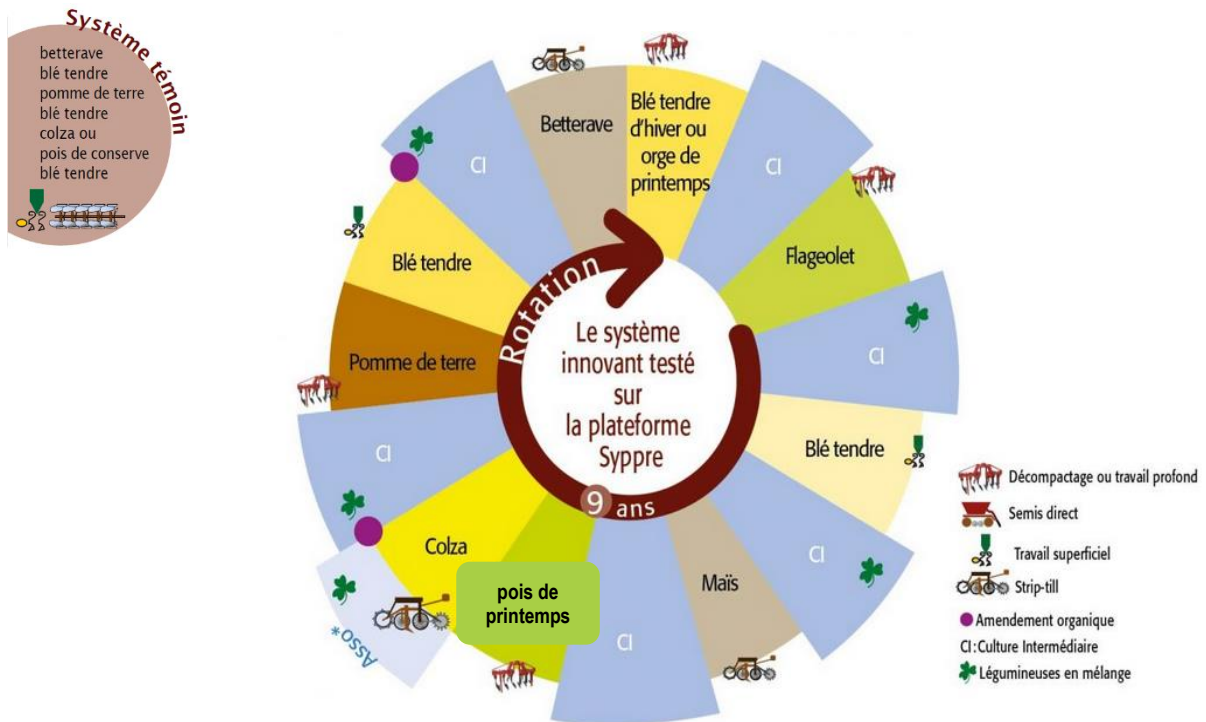 Système témoin
betterave
blé tendre
pomme de terre
blé tendre
colza ou
pois de conserve
blé tendre
Betterave
Blé tendre
d'hiver ou
orge de
printemps
CI
Flageolet
CI
Blé tendre
CI
Maïs
CI
pois de
printemps
Colza
Asso*
CI
Pomme de terre
Blé tendre
CI
Rotation
9 ans
Le système
innovant testé
sur
la plateforme
Syppre
Décompactage ou travail profond
Semis direct
Travail superficiel
Strip-till
Amendement organique
CI : Culture Intermédiaire
Légumineuses en mélange